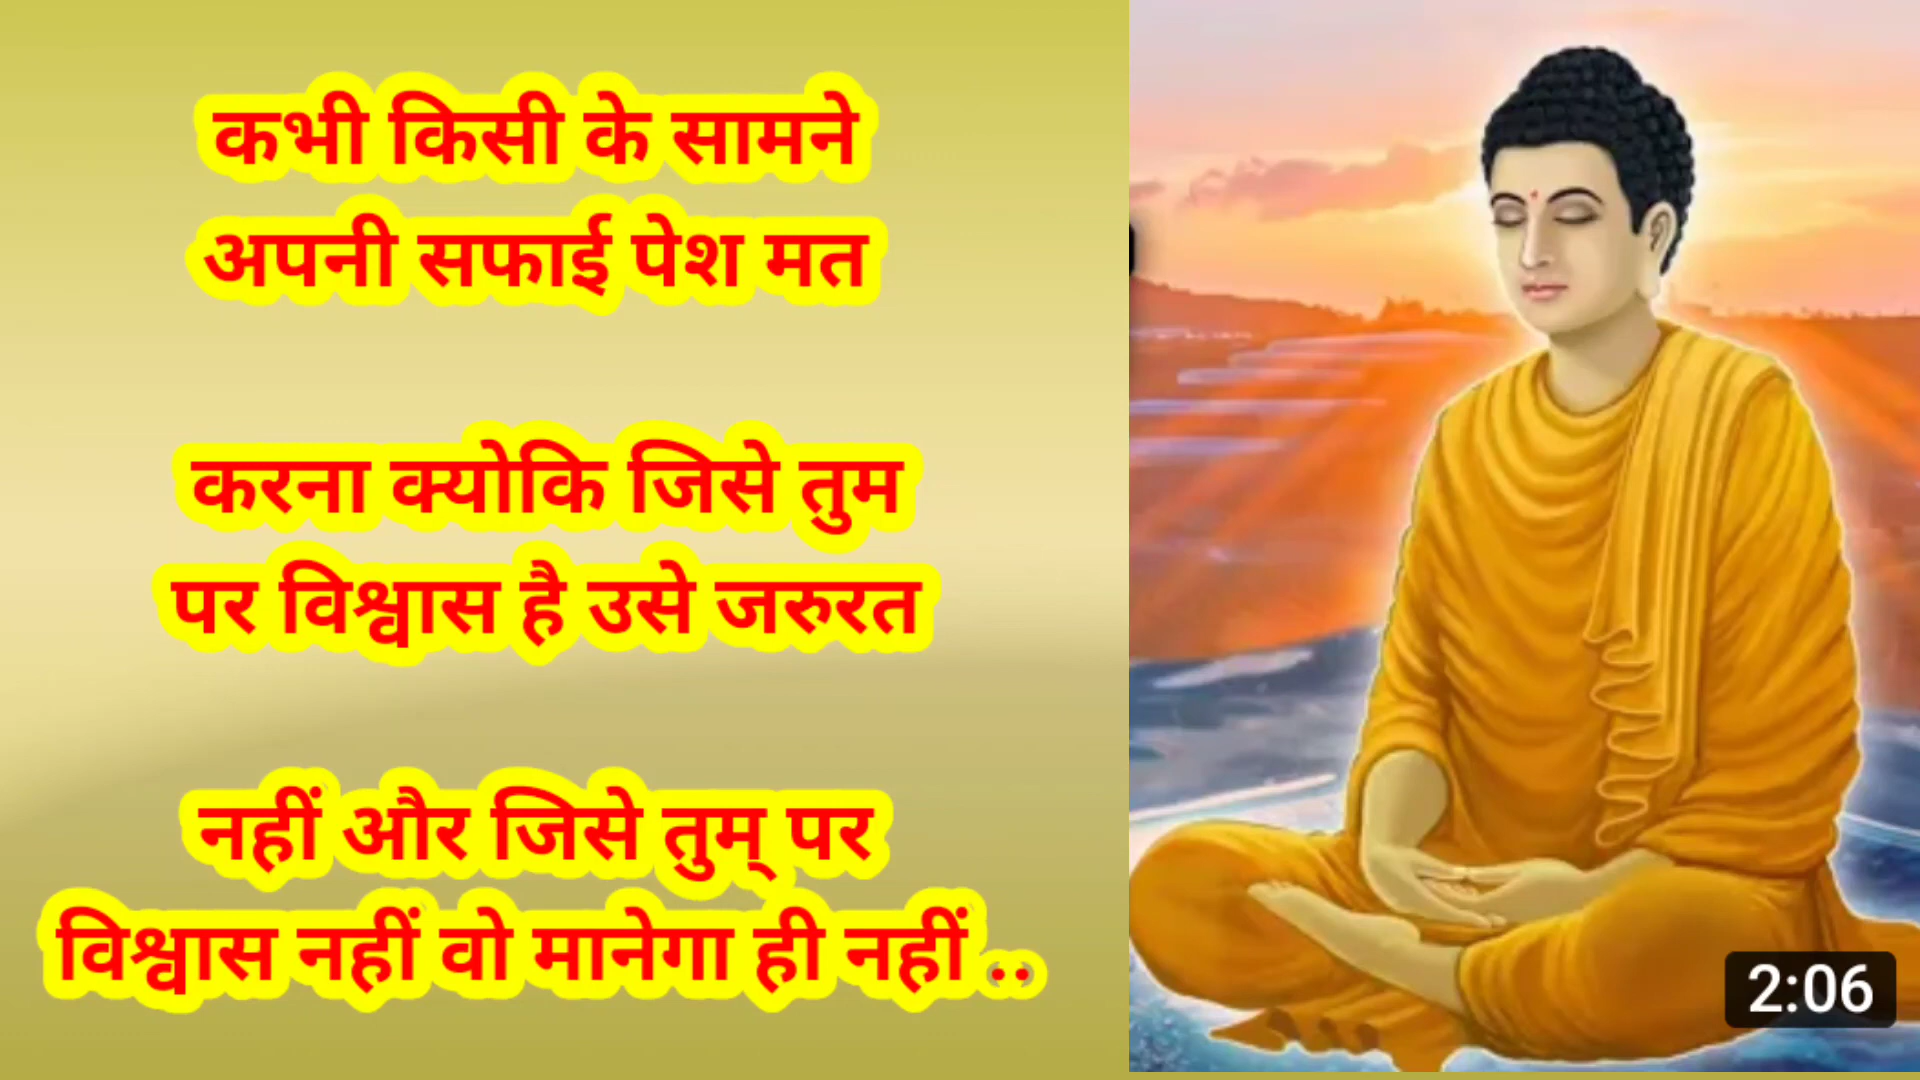 कभी किसी के सामने
अपनी सफाई पेश मत
करना क्योकि जिसे तुम
पर विश्वास है उसे जरुरत
नहीं और जिसे तुम् पर
विश्वास नहीं वो मानेगा ही नहीं ..
2:06